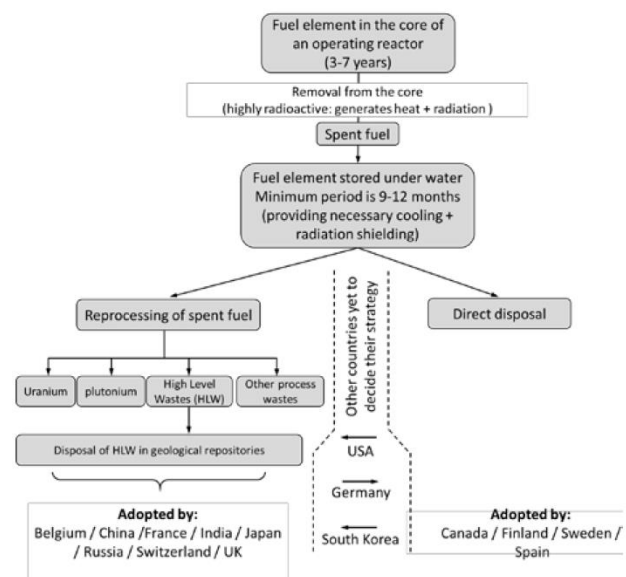 Fuel element in the core of
an operating reactor
(3-7 years)
Removal from the core
(highly radioactive: generates heat + radiation )
Spent fuel
Fuel element stored under water
Minimum period is 9-12 months
(providing necessary cooling +
radiation shielding)
Reprocessing of spent fuel
Other countries yet to
decide their strategy
Direct disposal
Uranium
plutonium
High Level
Wastes (HLW)
Other process
wastes
Disposal of HLW in geological repositories
USA
Germany
South Korea
Adopted by:
Belgium / China /France / India / Japan
/ Russia / Switzerland / UK
Adopted by:
Canada / Finland / Sweden /
Spain